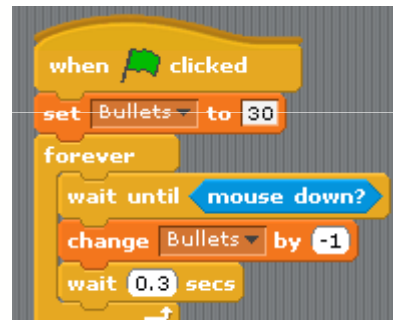 when clicked
set Bullets to 30
forever
wait until mouse down?
change Bullets by -1
wait 0.3 secs